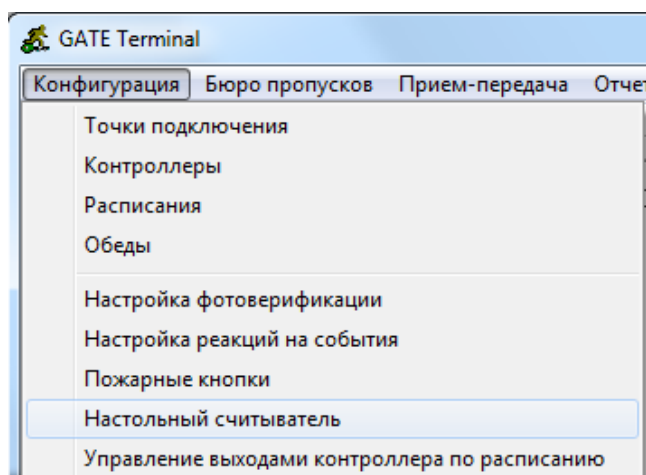 GATE Terminal
Конфигурация Бюро пропусков Прием-передача
Точки подключения
Контроллеры
Расписания
Обеды
Настройка фотоверификации
Настройка реакций на события
Пожарные кнопки
Настольный считыватель
Управление выходами контроллера по расписанию